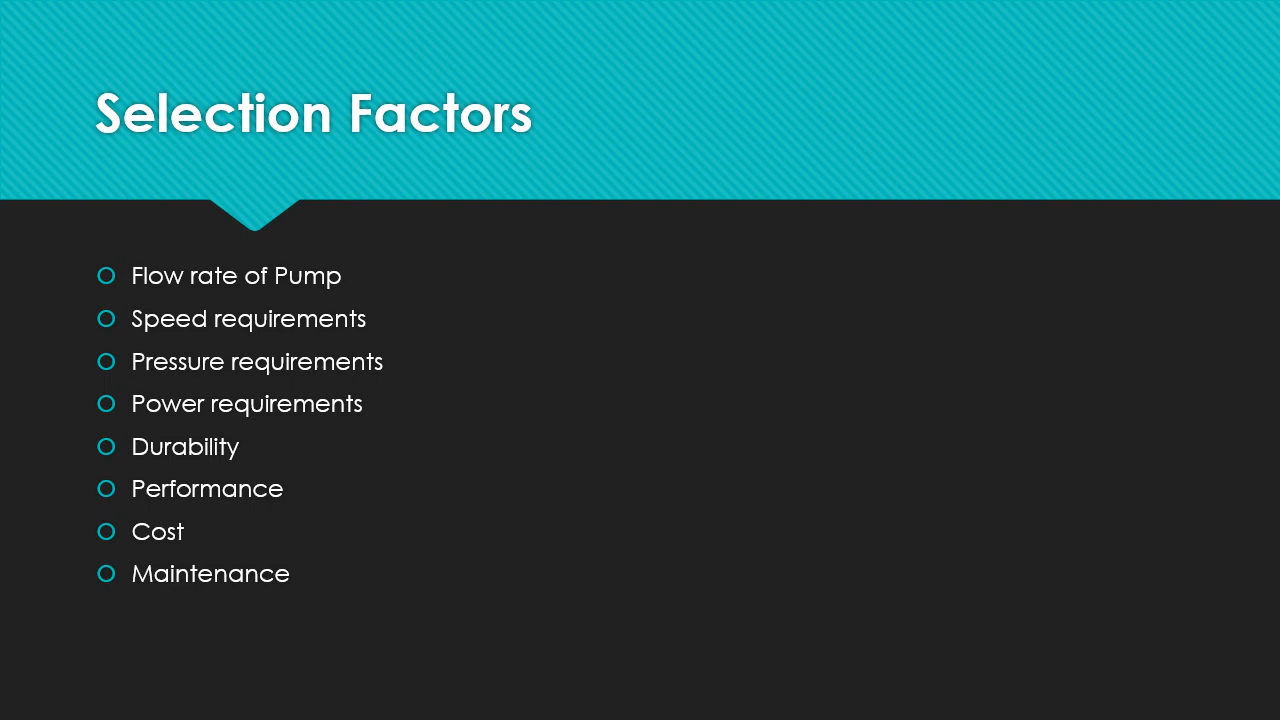 Selection Factors
Flow rate of Pump
Speed requirements
Pressure requirements
Power requirements
Durability
Performance
Cost
Maintenance